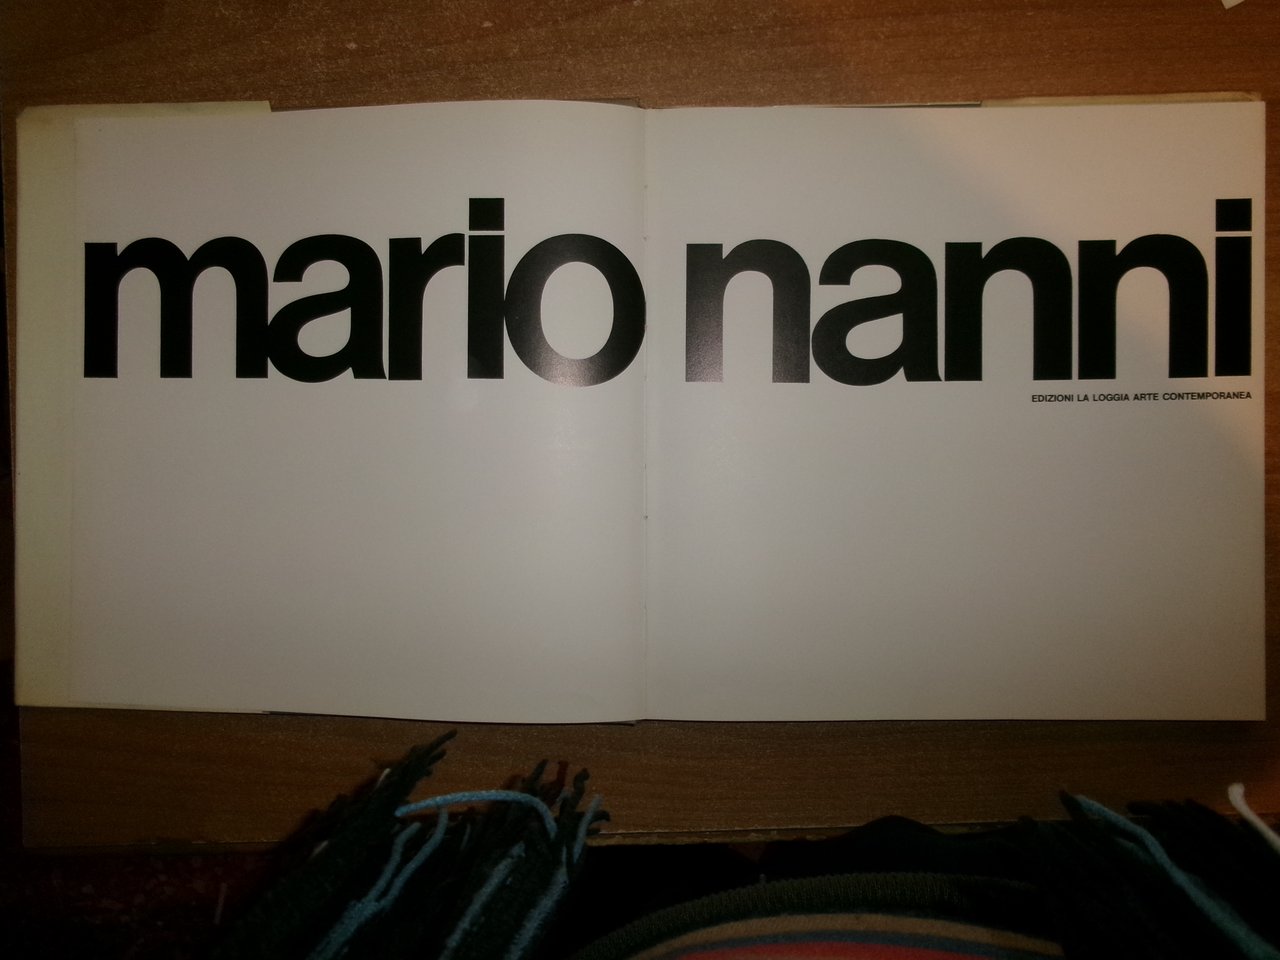 mario nanni
EDIZIONI LA LOGGIA ARTE CONTEMPORANEA